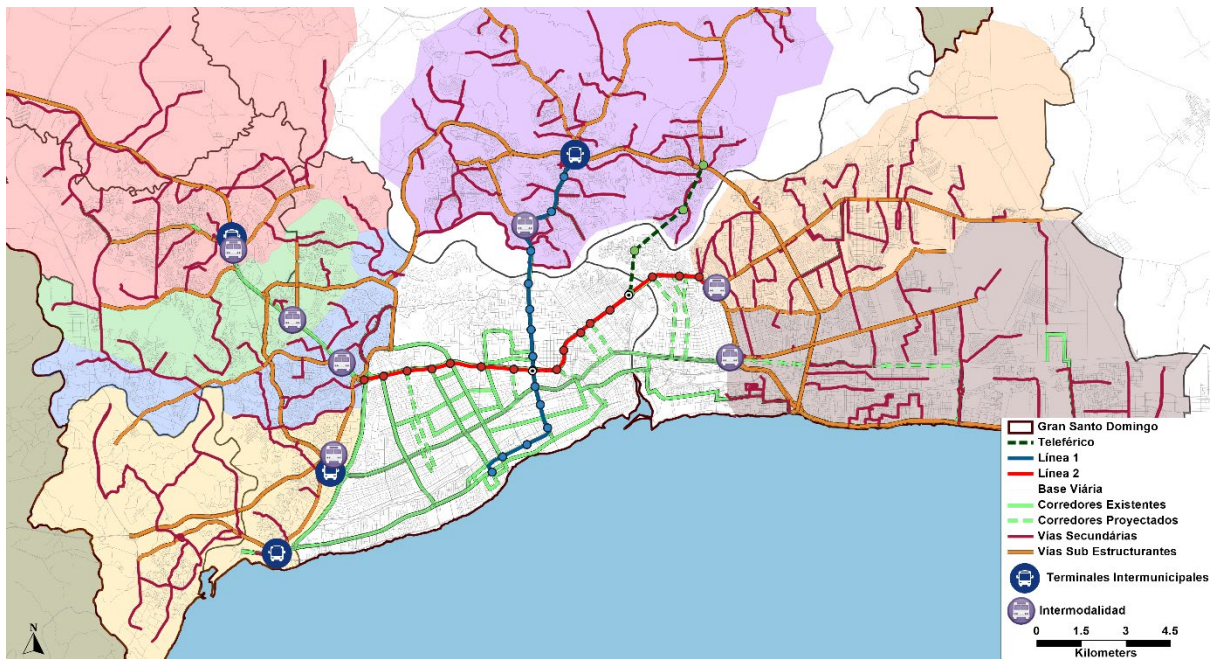 N
Gran Santo Domingo
Teleférico
Línea 1
Línea 2
Base Viária
Corredores Existentes
Corredores Proyectados
Vías Secundárias
Vías Sub Estructurantes
Terminales Intermunicipales
Intermodalidad
0 1.5 3 4.5
Kilometers